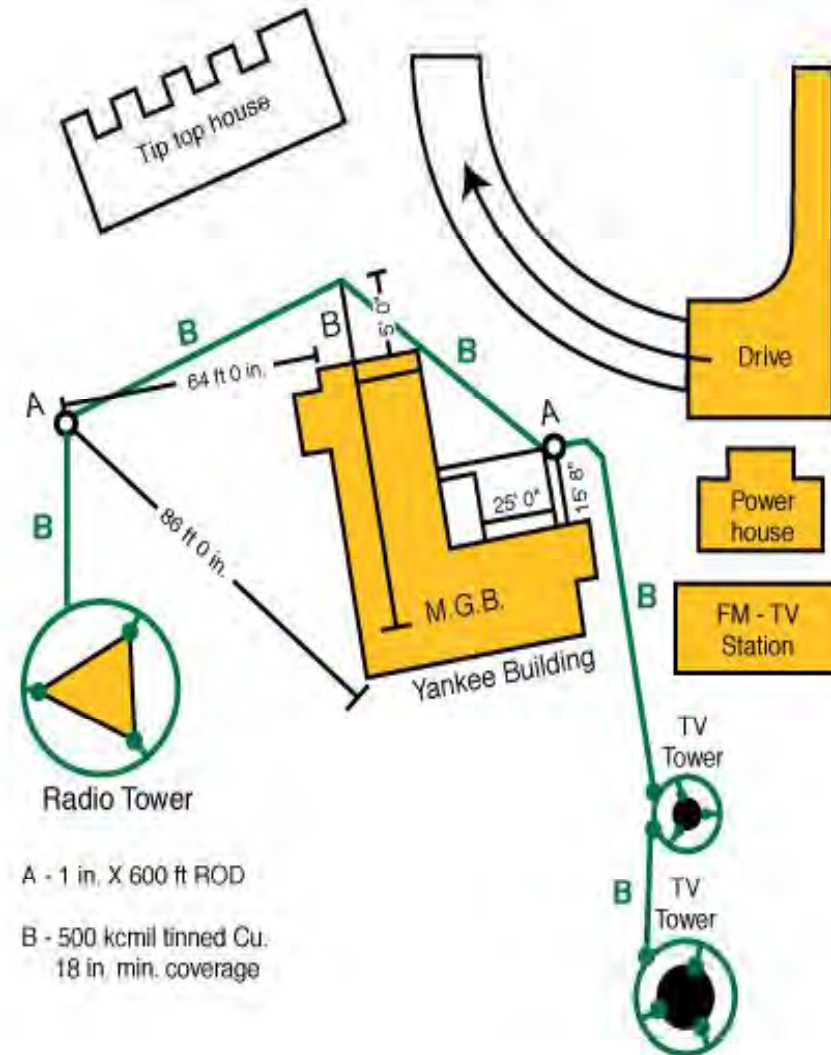 Tip top house
B
B
5' 0"
B
64 ft 0 in.
Drive
A
A
86 ft 0 in.
25' 0"
15' 8"
B
Power
house
M.G.B.
B
FM - TV
Station
Yankee Building
TV
Tower
Radio Tower
A - 1 in. X 600 ft ROD
B
TV
Tower
B - 500 kcmil tinned Cu.
18 in. min. coverage